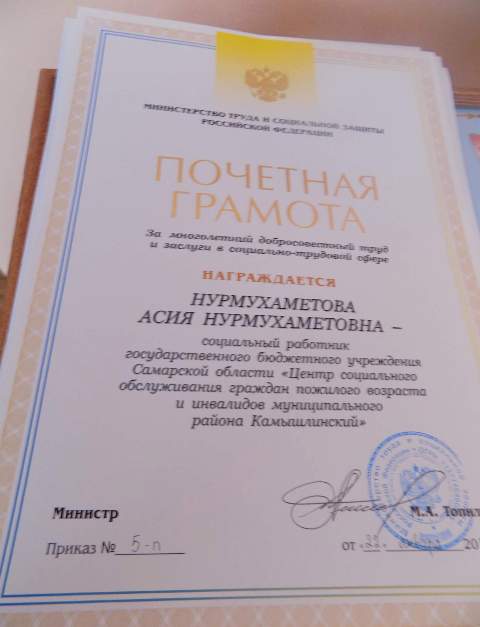 МИНИСТЕРСТВО ТРУДА И СОЦИАЛЬНОЙ ЗАЩИТЫ
РОССИЙСКОЙ ФЕДЕРАЦИИ
ПОЧЕТНАЯ
ГРАМОТА
За многолетний добросовестный труд
и заслуги в социально-трудовой сфере
НАГРАЖДАЕТСЯ
НУРМУХАМЕТОВА
АСИЯ НУРМУХАМЕТОВНА –
социальный работник
государственного бюджетного учреждения
Самарской области «Центр социального
обслуживания граждан пожилого возраста
и инвалидов муниципального
района Камышлинский»
Министр
М.А. Топил
Приказ № 5-п
от 201